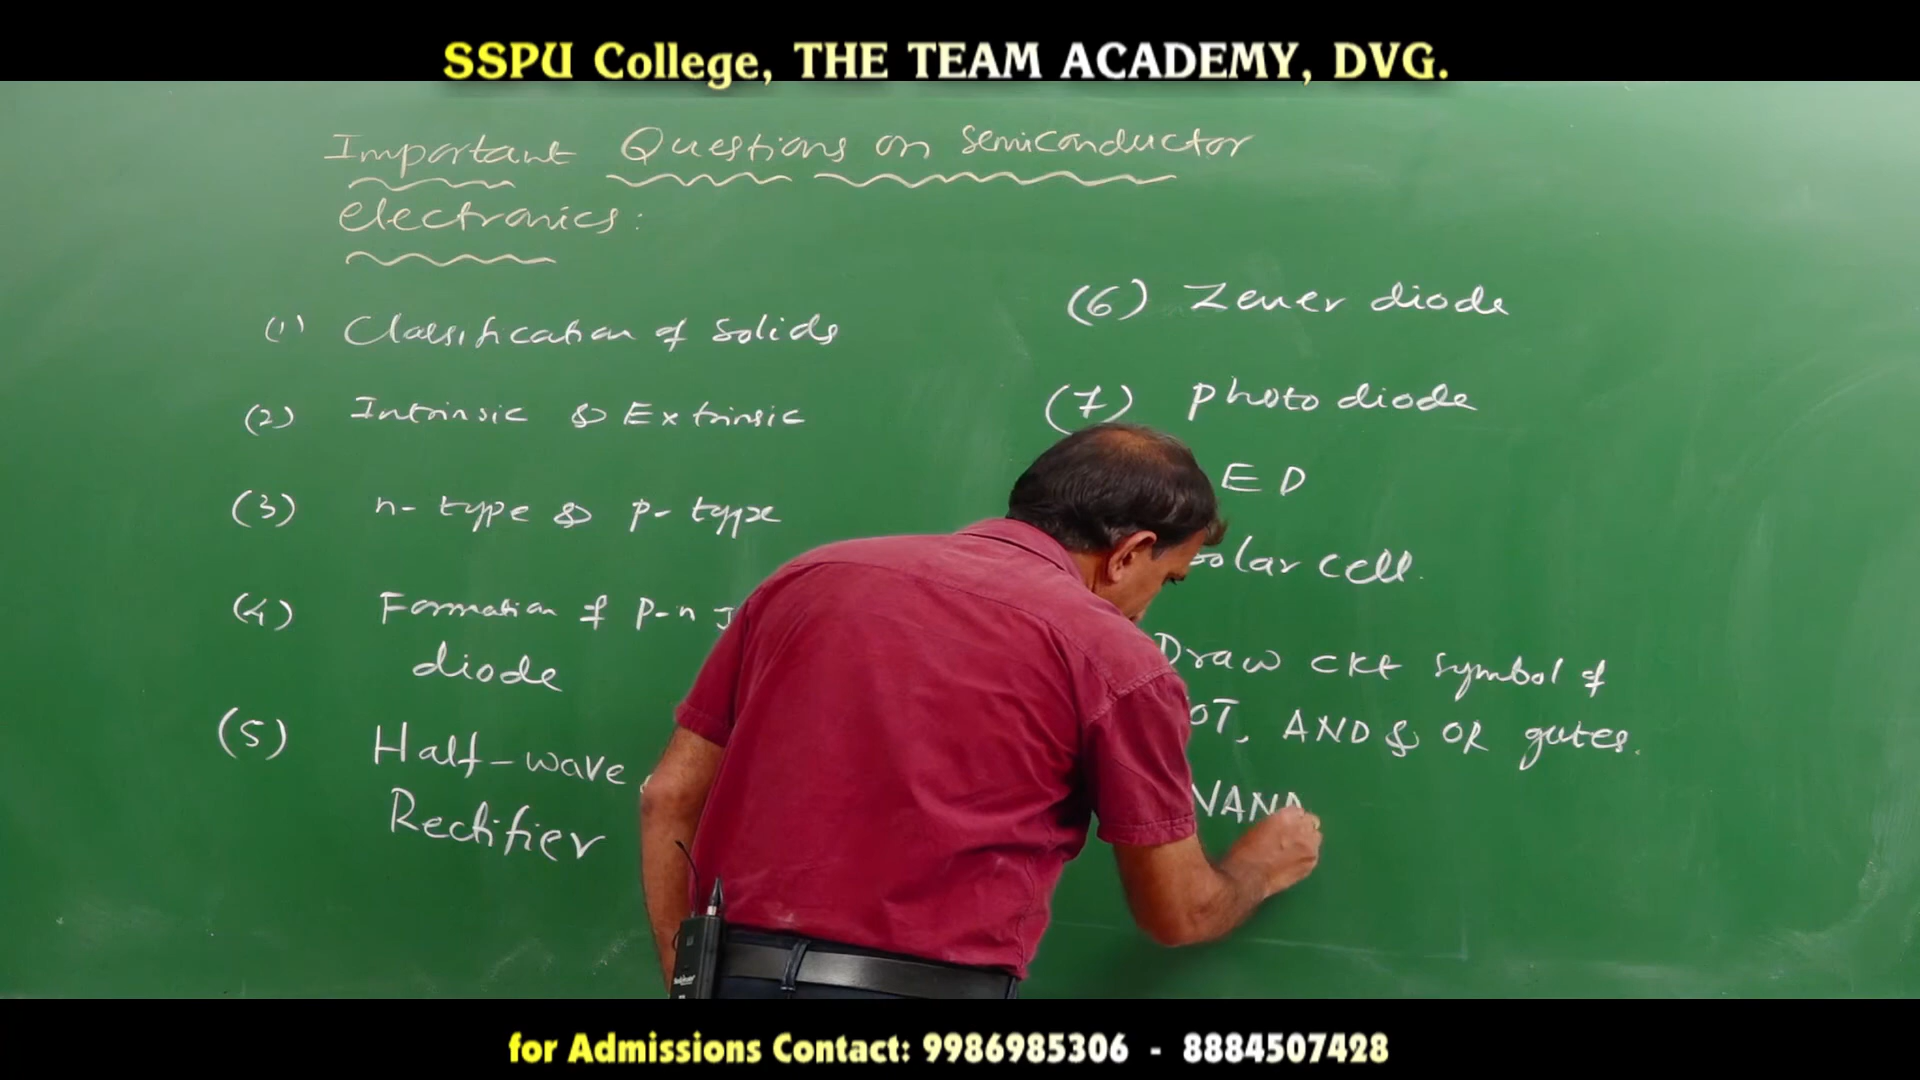 SSPU College, THE TEAM ACADEMY, DVG.
Important Questions on Semiconductor
electronics:
(1) Classification of Solids
(2) Intrinsic & Extrinsic
(3) n-type & p-type
(4) Formation of p-n J
diode
(5) Half-wave
Rectifier
(6) Zener diode
(7) photo diode
ED
Solar cell.
Draw ckt symbol of
OT, AND & OR gates.
NAND
for Admissions Contact: 9986985306 - 8884507428